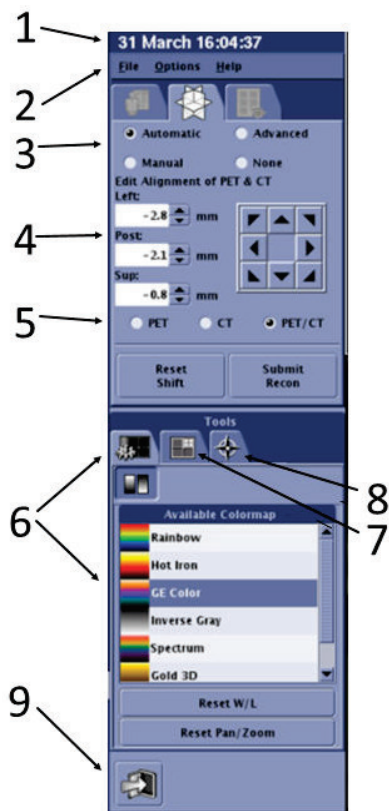 1
31 March 16:04:37
2
File Options Help
3
Automatic Advanced
Manual None
Edit Alignment of PET & CT
Left:
-2.8 mm
4
Post:
-2.1 mm
Sup:
-0.8 mm
5
PET CT PET/CT
Reset Shift
Submit Recon
Tools
6
7
8
Available Colormap
Rainbow
Hot Iron
GE Color
Inverse Gray
Spectrum
Gold 3D
Reset W/L
Reset Pan/Zoom
9